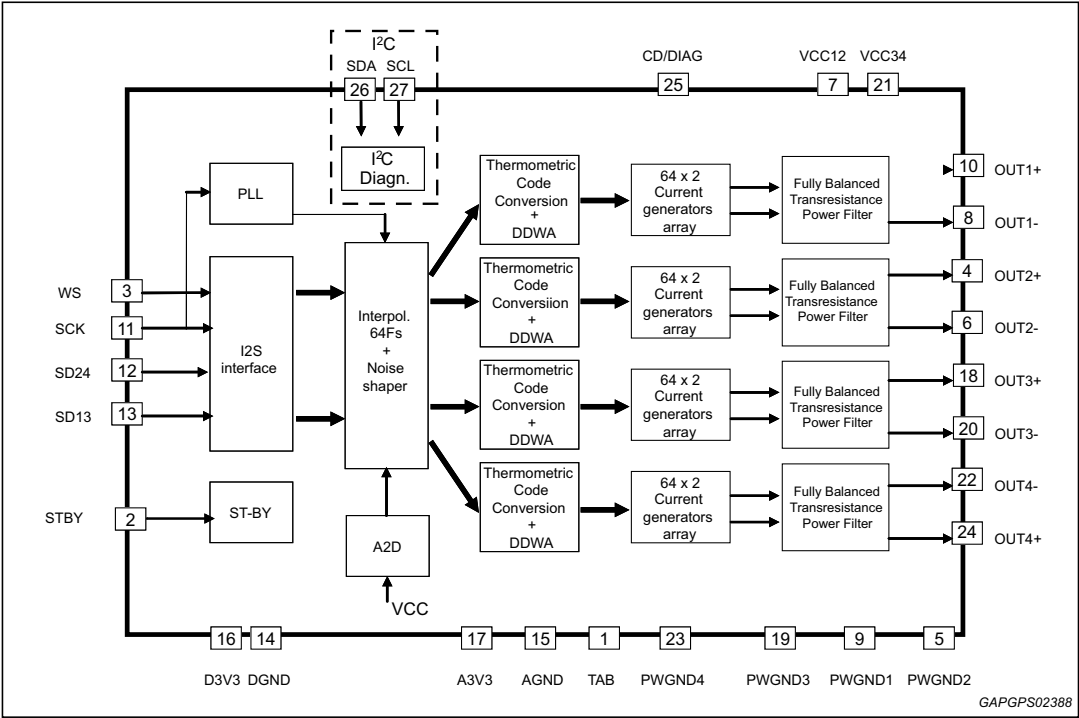 I²C
SDA SCL
26 27
I²C
Diagn.
CD/DIAG
25
VCC12 VCC34
7 21
PLL
WS
3
SCK
11
SD24
12
SD13
13
I2S
interface
STBY
2
ST-BY
Interpol.
64Fs
+
Noise
shaper
A2D
VCC
Thermometric
Code
Conversion
+
DDWA
64 x 2
Current
generators
array
Fully Balanced
Transresistance
Power Filter
10 OUT1+
8 OUT1-
Thermometric
Code
Conversiion
+
DDWA
64 x 2
Current
generators
array
Fully Balanced
Transresistance
Power Filter
4 OUT2+
6 OUT2-
Thermometric
Code
Conversion
+
DDWA
64 x 2
Current
generators
array
Fully Balanced
Transresistance
Power Filter
18 OUT3+
20 OUT3-
Thermometric
Code
Conversion
+
DDWA
64 x 2
Current
generators
array
Fully Balanced
Transresistance
Power Filter
22 OUT4-
24 OUT4+
16 14 17 15 1 23 19 9 5
D3V3 DGND A3V3 AGND TAB PWGND4 PWGND3 PWGND1 PWGND2
GAPGPS02388